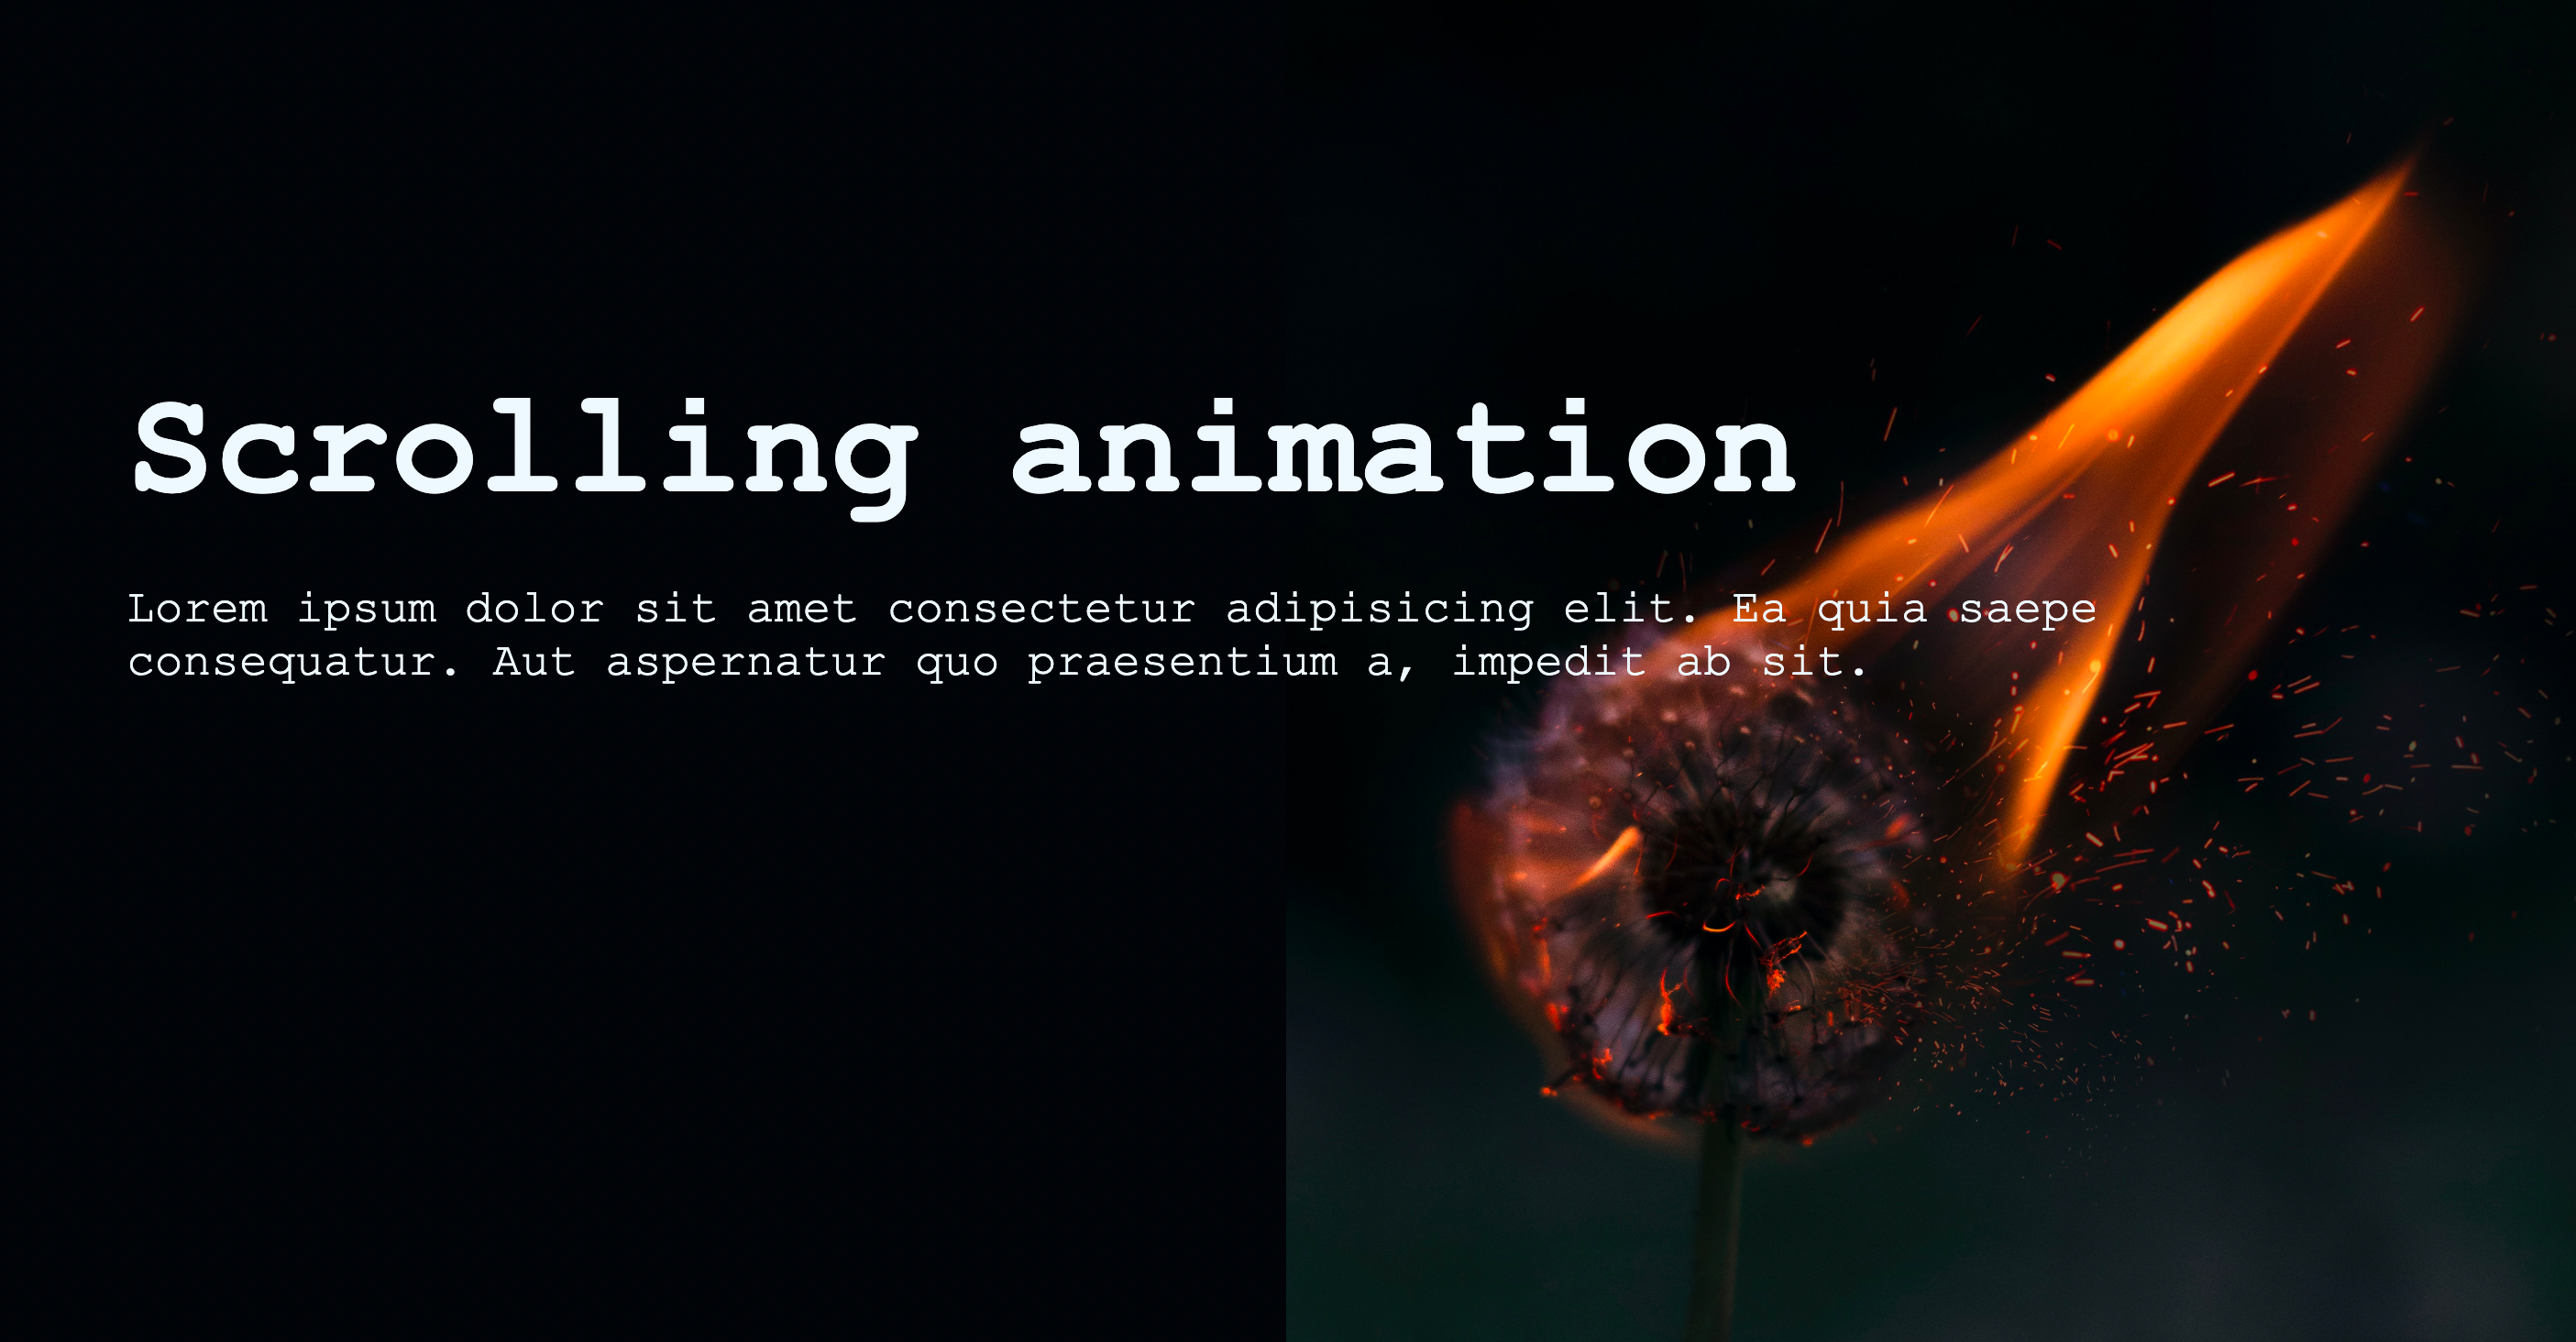 Scrolling animation
Lorem ipsum dolor sit amet consectetur adipisicing elit. Ea quia saepe
consequatur. Aut aspernatur quo praesentium a, impedit ab sit.